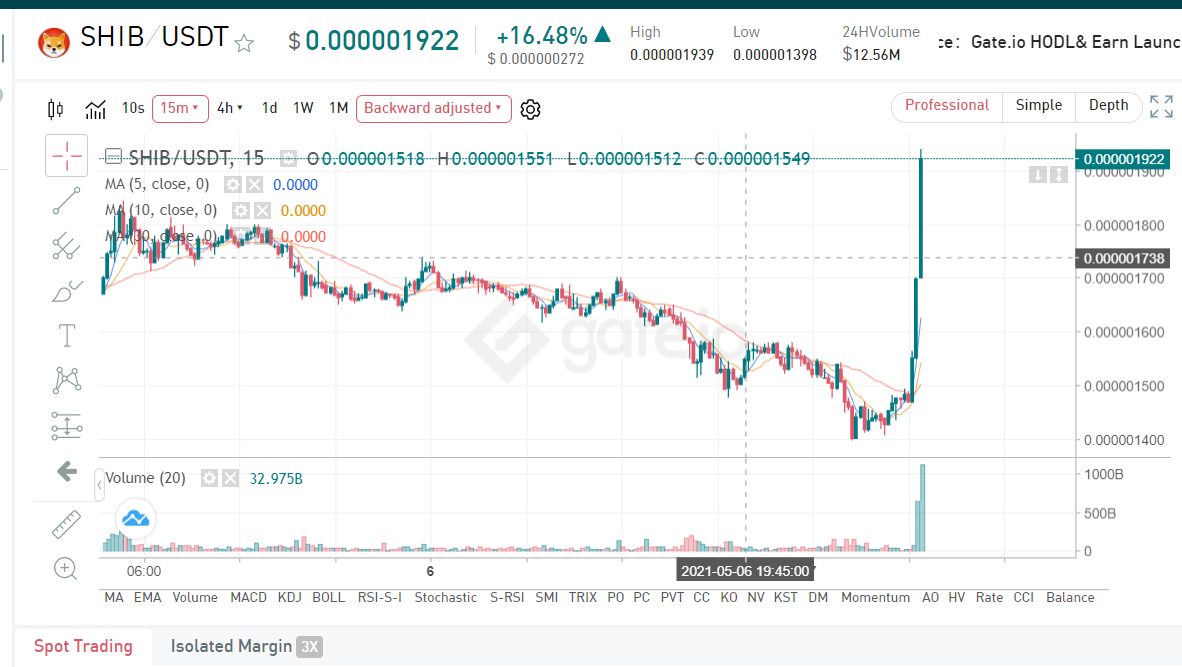 SHIB/USDT
$ 0.000001922
+16.48%
$ 0.000000272
High
0.000001939
Low
0.000001398
24HVolume
$12.56M
ce: Gate.io HODL& Earn Launc
10s 15m 4h 1d 1W 1M Backward adjusted
Professional Simple Depth
SHIB/USDT, 15 O0.000001518 H0.000001551 L0.000001512 C0.000001549
MA (5, close, 0) 0.0000
MA (10, close, 0) 0.0000
MA (30, close, 0) 0.0000
0.000001922
0.000001900
0.000001800
0.000001738
0.000001700
0.000001600
0.000001500
0.000001400
gate.io
Volume (20) 32.975B
1000B
500B
0
06:00 6 2021-05-06 19:45:00
MA EMA Volume MACD KDJ BOLL RSI-S-I Stochastic S-RSI SMI TRIX PO PC PVT CC KO NV KST DM Momentum AO HV Rate CCI Balance
Spot Trading Isolated Margin 3X